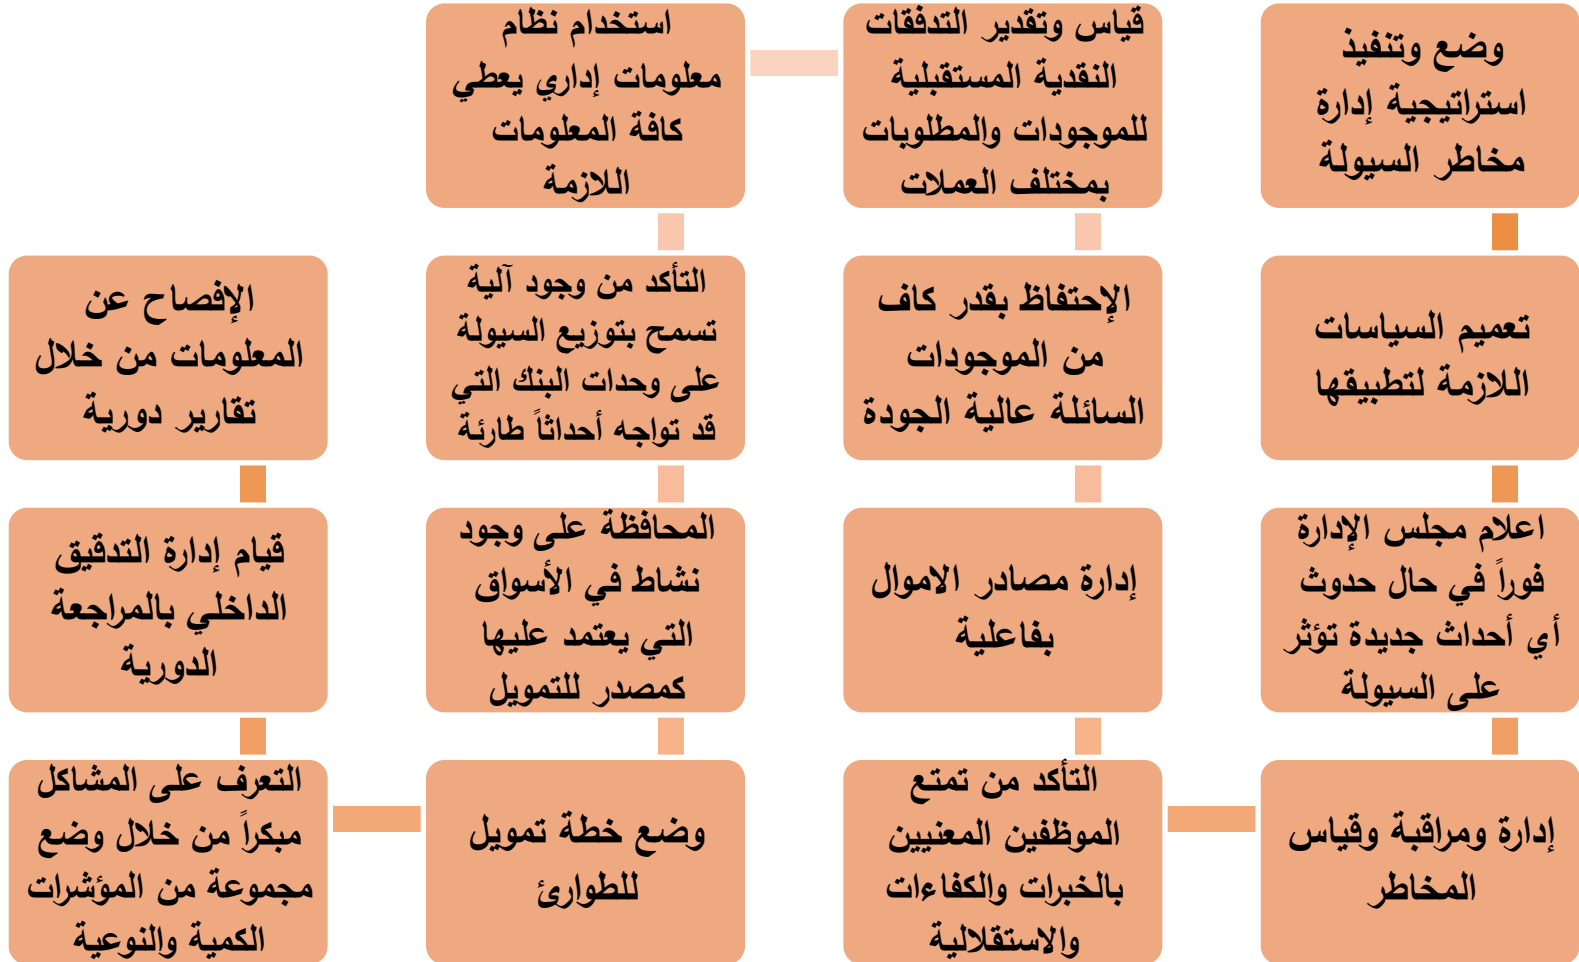 وضع وتنفيذ
استراتيجية إدارة
مخاطر السيولة
تعميم السياسات
اللازمة لتطبيقها
اعلام مجلس الإدارة
فوراً في حال حدوث
أي أحداث جديدة تؤثر
على السيولة
إدارة ومراقبة وقياس
المخاطر
التأكد من تمتع
الموظفين المعنيين
بالخبرات والكفاءات
والاستقلالية
إدارة مصادر الاموال
بفاعلية
الإحتفاظ بقدر كاف
من الموجودات
السائلة عالية الجودة
قياس وتقدير التدفقات
النقدية المستقبلية
للموجودات والمطلوبات
بمختلف العملات
استخدام نظام
معلومات إداري يعطي
كافة المعلومات
اللازمة
التأكد من وجود آلية
تسمح بتوزيع السيولة
على وحدات البنك التي
قد تواجه أحداثاً طارئة
المحافظة على وجود
نشاط في الأسواق
التي يعتمد عليها
كمصدر للتمويل
وضع خطة تمويل
للطوارئ
التعرف على المشاكل
مبكراً من خلال وضع
مجموعة من المؤشرات
الكمية والنوعية
قيام إدارة التدقيق
الداخلي بالمراجعة
الدورية
الإفصاح عن
المعلومات من خلال
تقارير دورية